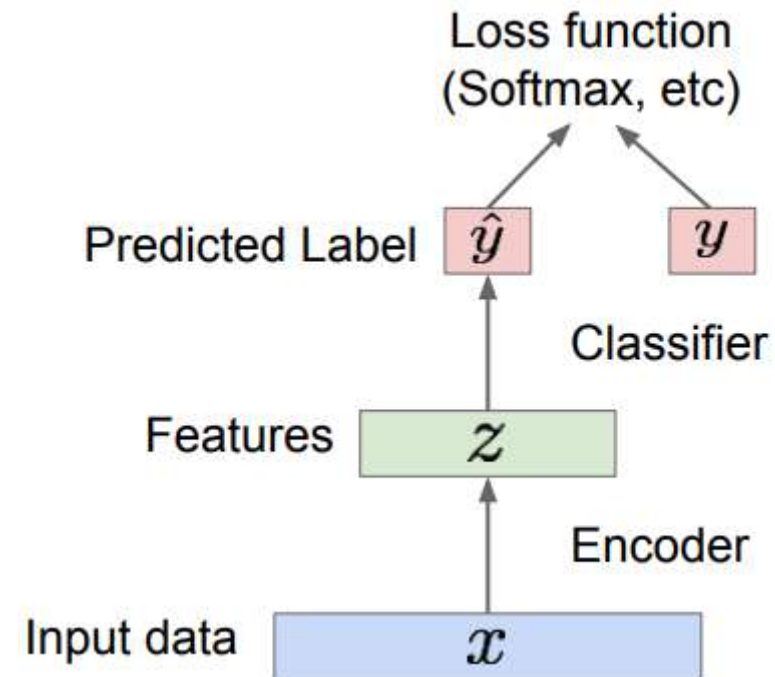 Loss function
(Softmax, etc)
Predicted Label ŷ y
Classifier
Features z
Encoder
Input data x